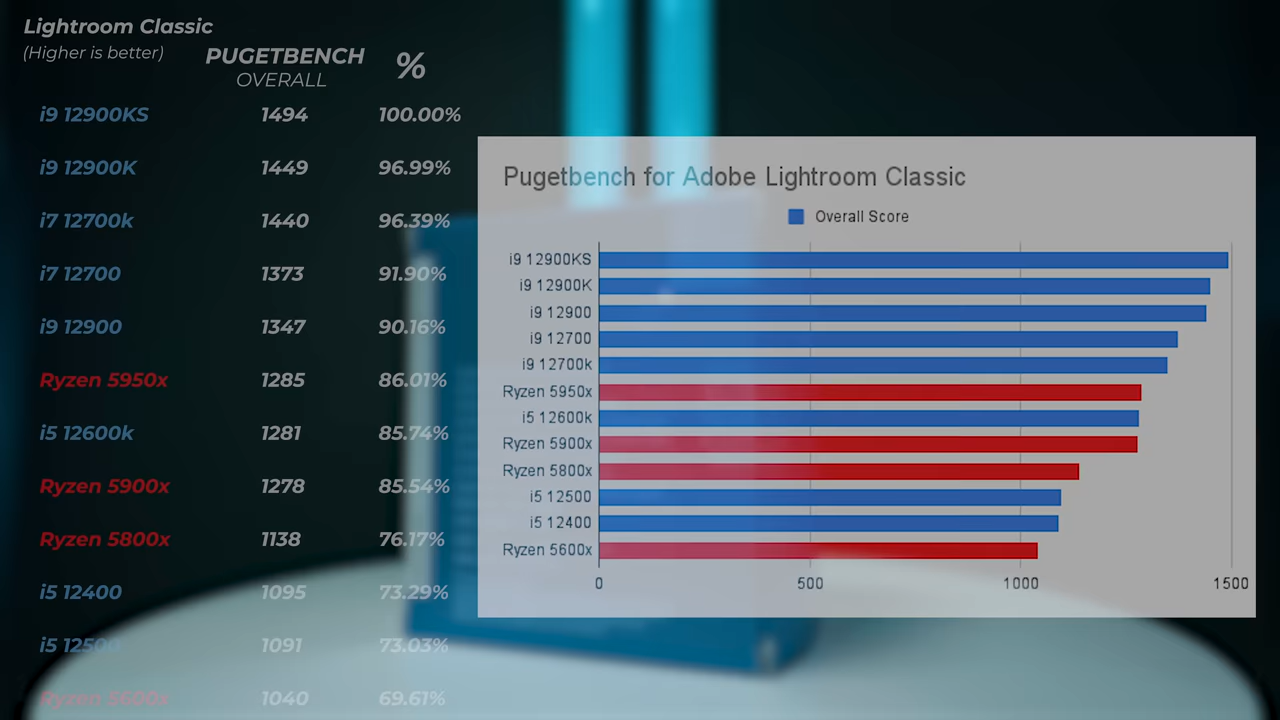 Lightroom Classic
(Higher is better)
PUGETBENCH
OVERALL
%
i9 12900KS 1494 100.00%
i9 12900K 1449 96.99%
i7 12700k 1440 96.39%
i7 12700 1373 91.90%
i9 12900 1347 90.16%
Ryzen 5950x 1285 86.01%
i5 12600k 1281 85.74%
Ryzen 5900x 1278 85.54%
Ryzen 5800x 1138 76.17%
i5 12400 1095 73.29%
i5 12500 1091 73.03%
Ryzen 5600x 1040 69.61%
Pugetbench for Adobe Lightroom Classic
Overall Score
i9 12900KS
i9 12900K
i9 12900
i9 12700
i9 12700k
Ryzen 5950x
i5 12600k
Ryzen 5900x
Ryzen 5800x
i5 12500
i5 12400
Ryzen 5600x
0 500 1000 1500